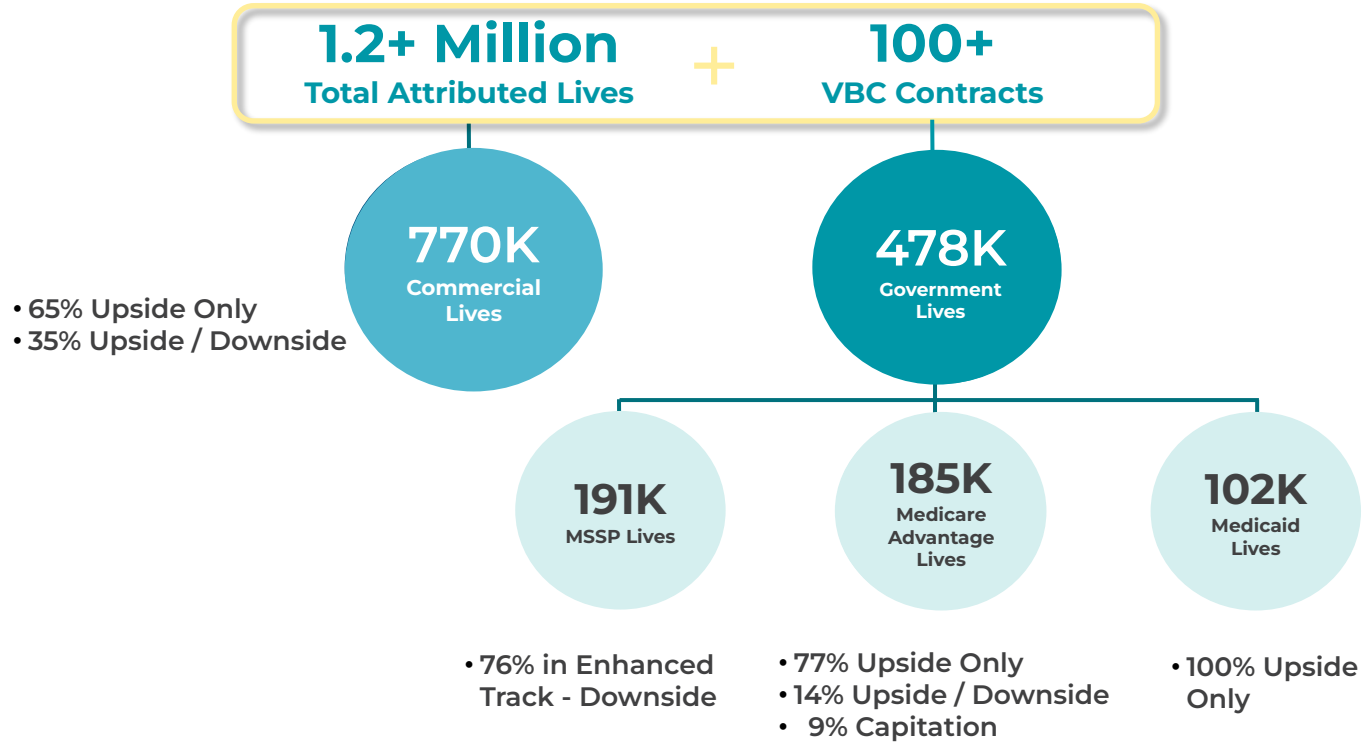 1.2+ Million
Total Attributed Lives
+
100+
VBC Contracts
770K
Commercial
Lives
• 65% Upside Only
• 35% Upside / Downside
478K
Government
Lives
191K
MSSP Lives
• 76% in Enhanced
Track - Downside
185K
Medicare
Advantage
Lives
• 77% Upside Only
• 14% Upside / Downside
• 9% Capitation
102K
Medicaid
Lives
• 100% Upside
Only